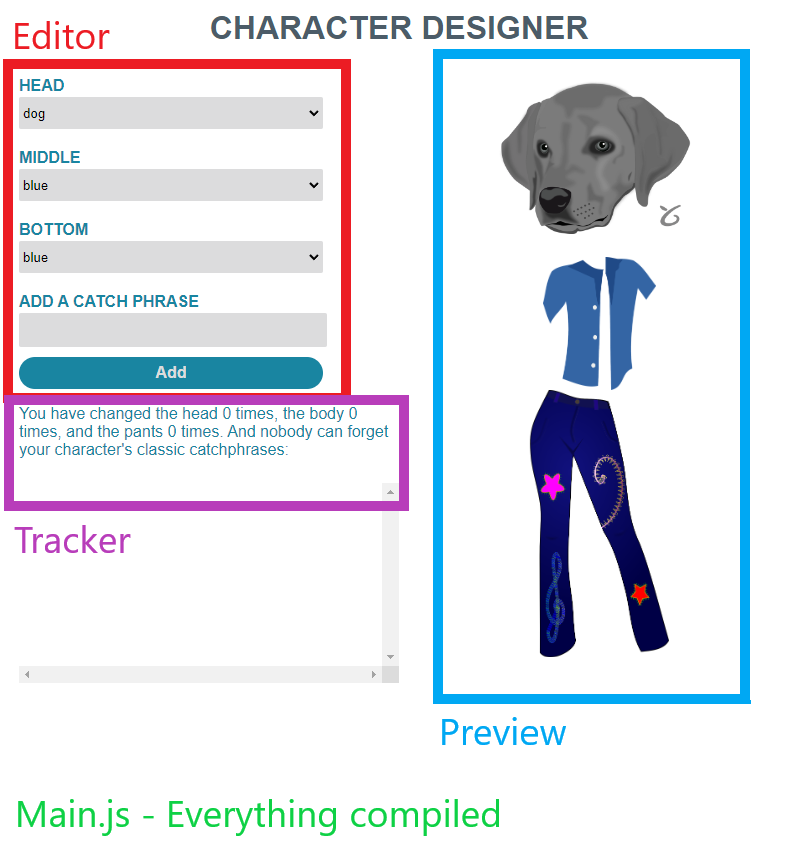 CHARACTER DESIGNER
Editor
HEAD
dog
MIDDLE
blue
BOTTOM
blue
ADD A CATCH PHRASE
Add
You have changed the head 0 times, the body 0
times, and the pants 0 times. And nobody can forget
your character's classic catchphrases:
Tracker
Preview
Main.js - Everything compiled